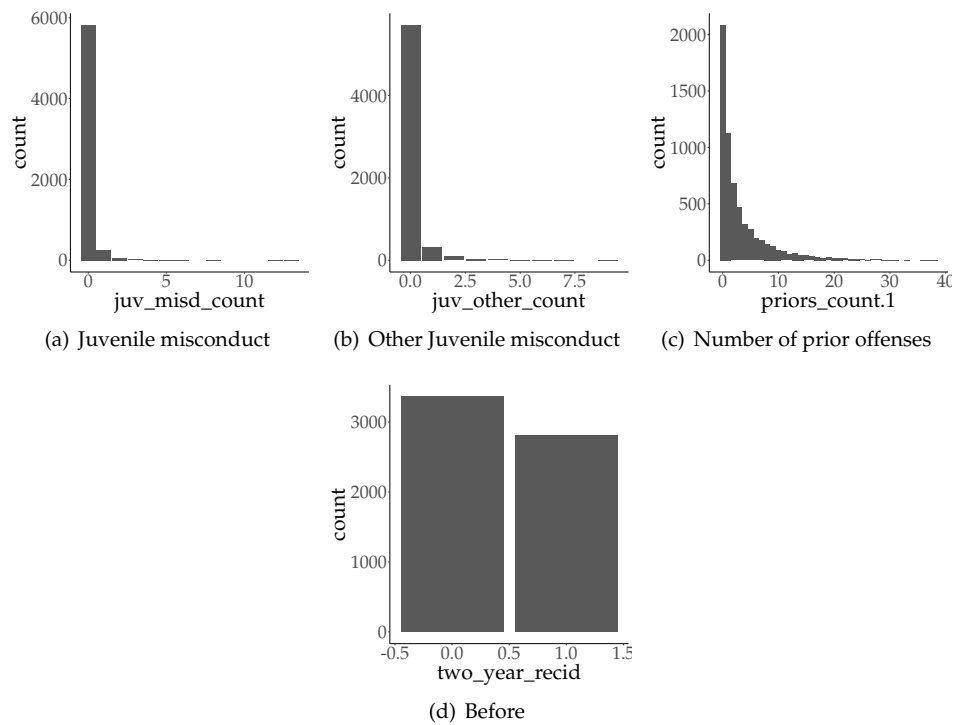 6000
4000
2000
0
count
0 5 10
juv_misd_count
(a) Juvenile misconduct
4000
2000
0
count
0.0 2.5 5.0 7.5
juv_other_count
(b) Other Juvenile misconduct
2000
1500
1000
500
0
count
0 10 20 30 40
priors_count.1
(c) Number of prior offenses
3000
2000
1000
0
count
-0.5 0.0 0.5 1.0 1.5
two_year_recid
(d) Before